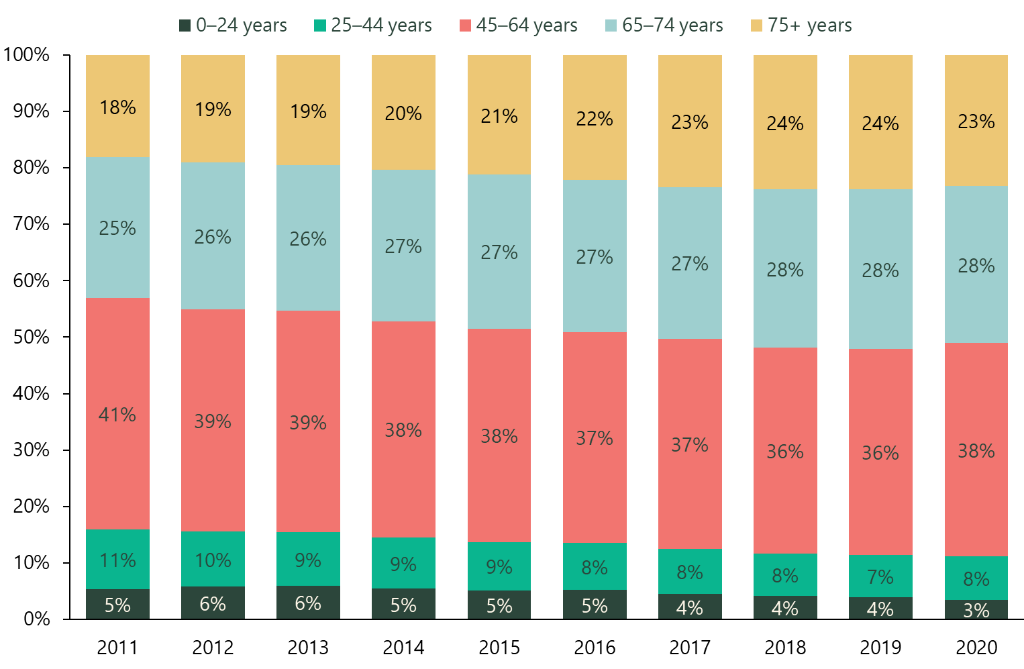 0–24 years 25–44 years 45–64 years 65–74 years 75+ years
100%
90%
80%
70%
60%
50%
40%
30%
20%
10%
0%
18% 19% 19% 20% 21% 22% 23% 24% 24% 23%
25% 26% 26% 27% 27% 27% 27% 28% 28% 28%
41% 39% 39% 38% 38% 37% 37% 36% 36% 38%
11% 10% 9% 9% 9% 8% 8% 8% 7% 8%
5% 6% 6% 5% 5% 5% 4% 4% 4% 3%
2011 2012 2013 2014 2015 2016 2017 2018 2019 2020